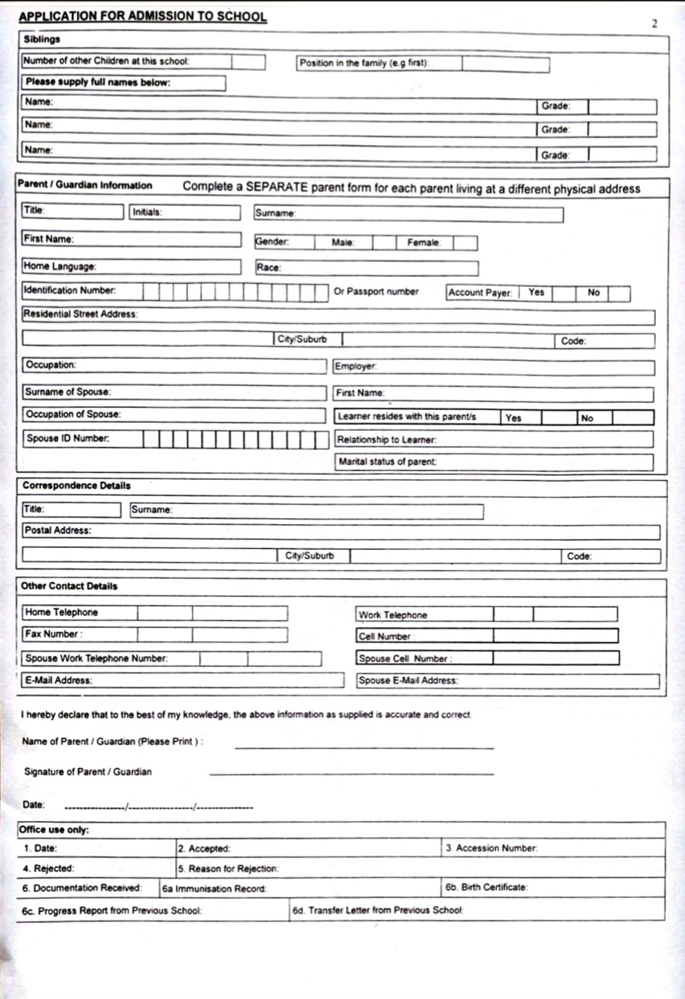 APPLICATION FOR ADMISSION TO SCHOOL
2
Siblings
Number of other Children at this school: Position in the family (e.g first):
Please supply full names below:
Name: Grade:
Name: Grade:
Name: Grade:
Parent / Guardian Information Complete a SEPARATE parent form for each parent living at a different physical address
Title: Initials: Surname:
First Name: Gender: Male: Female:
Home Language: Race:
Identification Number: Or Passport number Account Payer: Yes No
Residential Street Address:
City/Suburb Code:
Occupation: Employer:
Surname of Spouse: First Name:
Occupation of Spouse: Learner resides with this parent/s Yes No
Spouse ID Number: Relationship to Learner:
Marital status of parent:
Correspondence Details
Title: Surname:
Postal Address:
City/Suburb Code:
Other Contact Details
Home Telephone Work Telephone
Fax Number : Cell Number :
Spouse Work Telephone Number: Spouse Cell Number :
E-Mail Address: Spouse E-Mail Address:
I hereby declare that to the best of my knowledge, the above information as supplied is accurate and correct.
Name of Parent / Guardian (Please Print ) :
Signature of Parent / Guardian
Date: / /
Office use only:
1. Date: 2. Accepted: 3. Accession Number:
4. Rejected: 5. Reason for Rejection:
6. Documentation Received: 6a Immunisation Record: 6b. Birth Certificate:
6c. Progress Report from Previous School: 6d. Transfer Letter from Previous School: